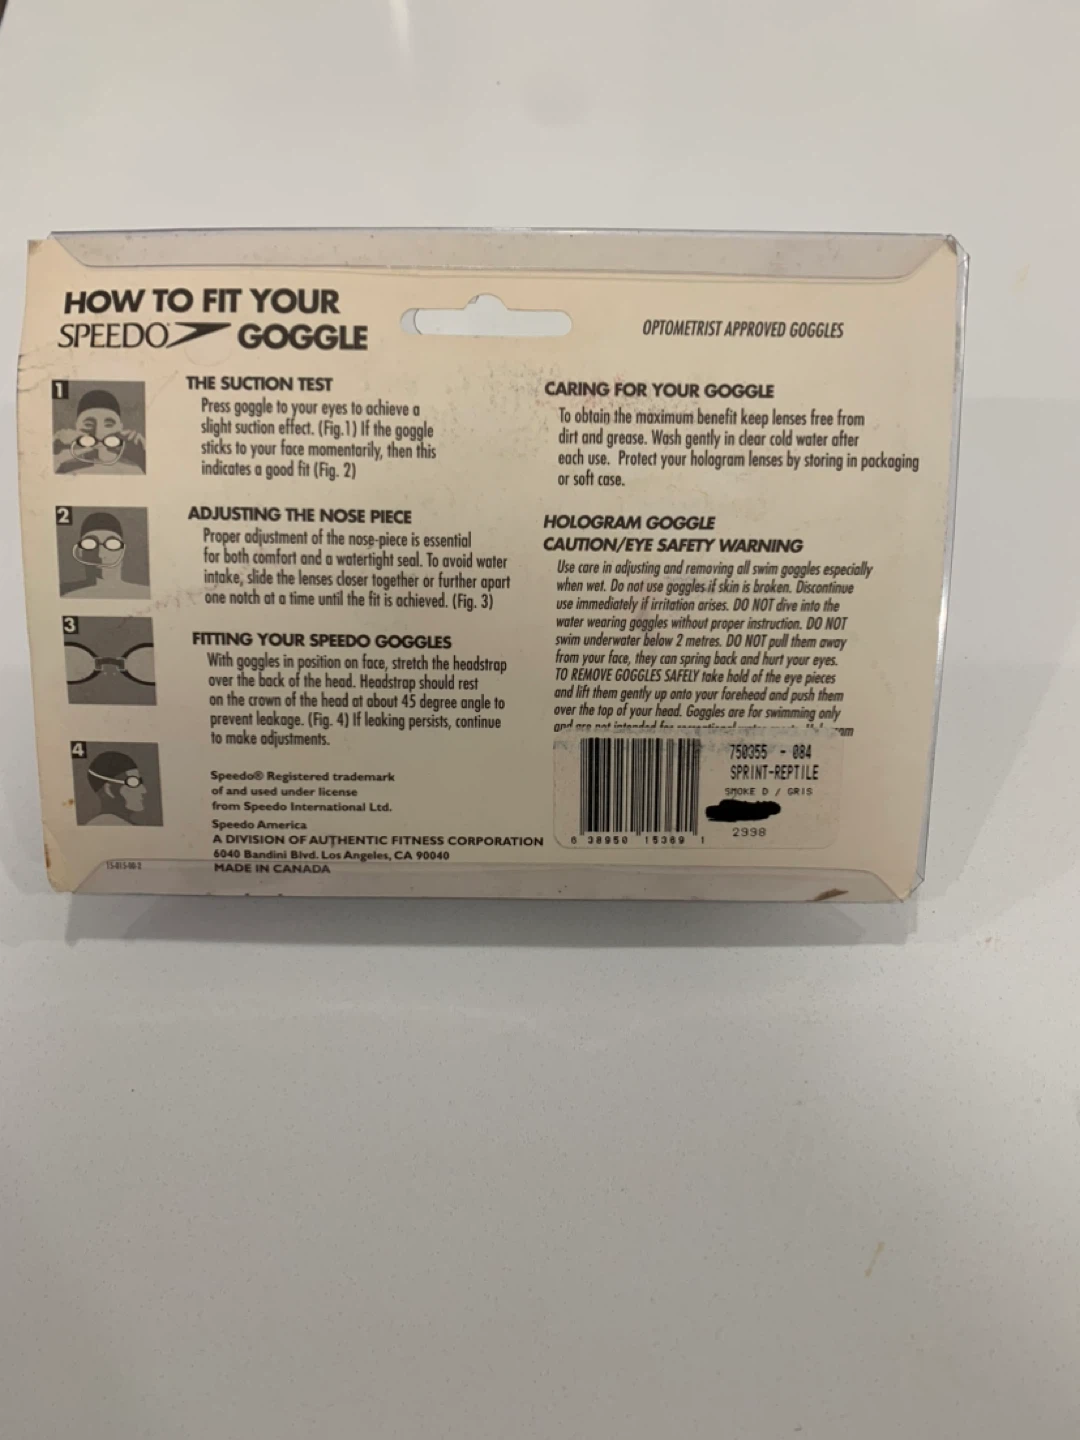 HOW TO FIT YOUR
SPEEDO GOGGLE
OPTOMETRIST APPROVED GOGGLES
1
THE SUCTION TEST
Press goggle to your eyes to achieve a
slight suction effect. (Fig.1) If the goggle
sticks to your face momentarily, then this
indicates a good fit (Fig. 2)
2
ADJUSTING THE NOSE PIECE
Proper adjustment of the nose-piece is essential
for both comfort and a watertight seal. To avoid water
intake, slide the lenses closer together or further apart
one notch at a time until the fit is achieved. (Fig. 3)
3
FITTING YOUR SPEEDO GOGGLES
With goggles in position on face, stretch the headstrap
over the back of the head. Headstrap should rest
on the crown of the head at about 45 degree angle to
prevent leakage. (Fig. 4) If leaking persists, continue
to make adjustments.
4
Speedo® Registered trademark
of and used under license
from Speedo International Ltd.
Speedo America
A DIVISION OF AUTHENTIC FITNESS CORPORATION
6040 Bandini Blvd. Los Angeles, CA 90040
MADE IN CANADA
CARING FOR YOUR GOGGLE
To obtain the maximum benefit keep lenses free from
dirt and grease. Wash gently in clear cold water after
each use. Protect your hologram lenses by storing in packaging
or soft case.
HOLOGRAM GOGGLE
CAUTION/EYE SAFETY WARNING
Use care in adjusting and removing all swim goggles especially
when wet. Do not use goggles if skin is broken. Discontinue
use immediately if irritation arises. DO NOT dive into the
water wearing goggles without proper instruction. DO NOT
swim underwater below 2 metres. DO NOT pull them away
from your face, they can spring back and hurt your eyes.
TO REMOVE GOGGLES SAFELY take hold of the eye pieces
and lift them gently up onto your forehead and push them
over the top of your head. Goggles are for swimming only
and are not intended for
750355 - 084
SPRINT-REPTILE
SMOKE D / GRIS
2998
6 38950 15369 1